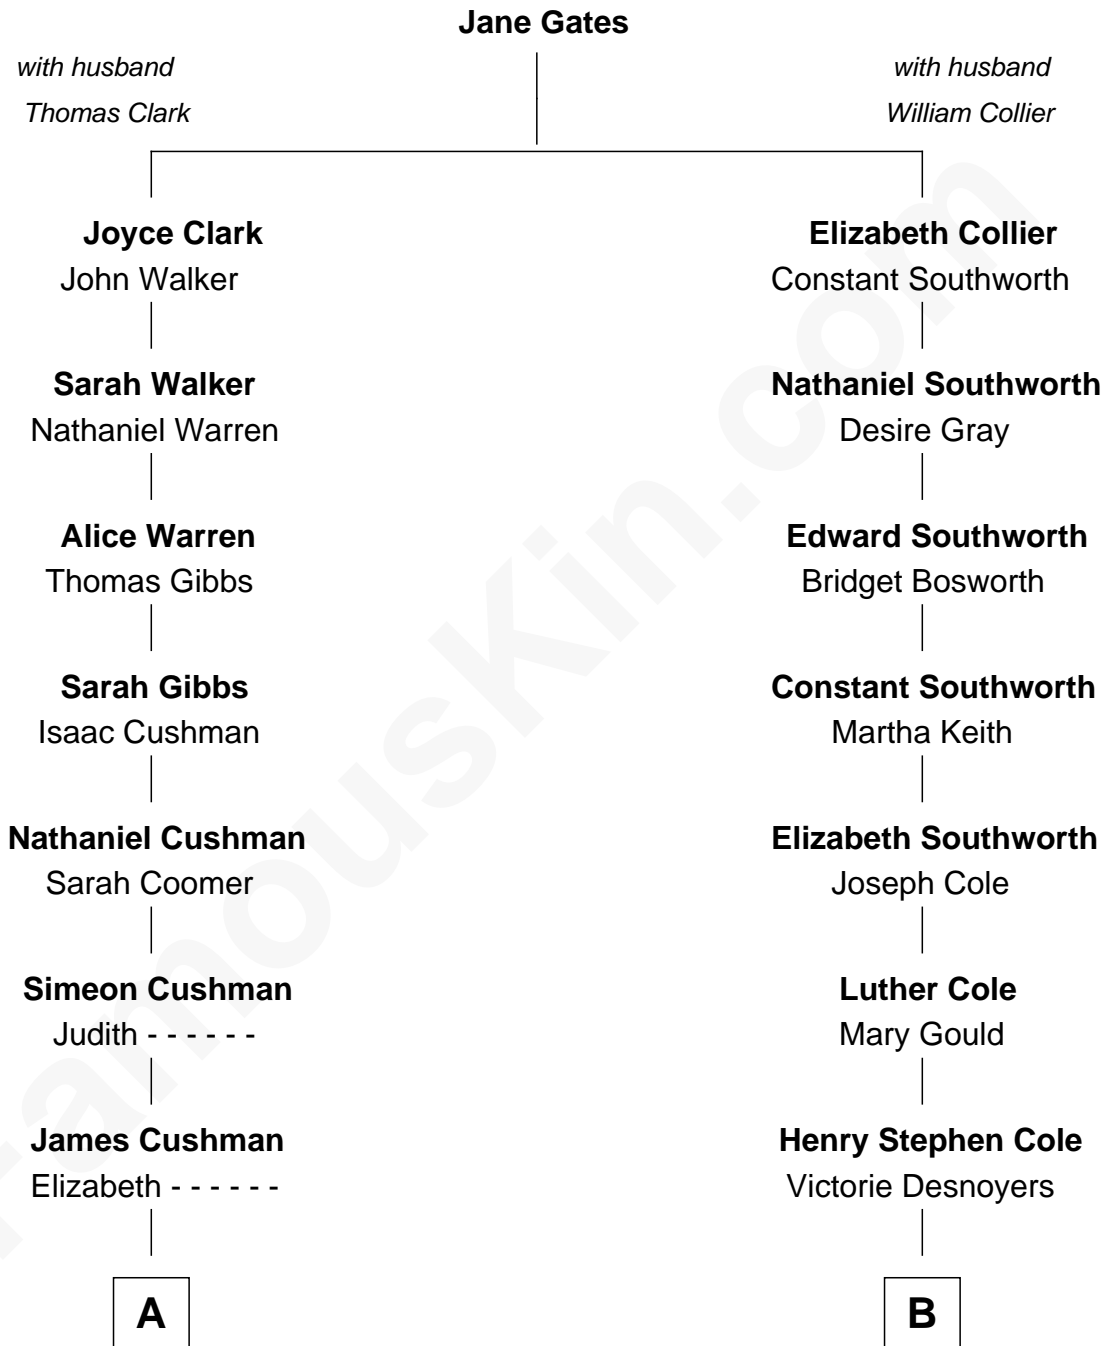 Jane Gates
with husband
Thomas Clark
with husband
William Collier
Joyce Clark
John Walker
Elizabeth Collier
Constant Southworth
Sarah Walker
Nathaniel Warren
Nathaniel Southworth
Desire Gray
Alice Warren
Thomas Gibbs
Edward Southworth
Bridget Bosworth
Sarah Gibbs
Isaac Cushman
Constant Southworth
Martha Keith
Nathaniel Cushman
Sarah Coomer
Elizabeth Southworth
Joseph Cole
Simeon Cushman
Judith - - - - - -
Luther Cole
Mary Gould
James Cushman
Elizabeth - - - - - -
Henry Stephen Cole
Victorie Desnoyers
A
B
FamousKin.com